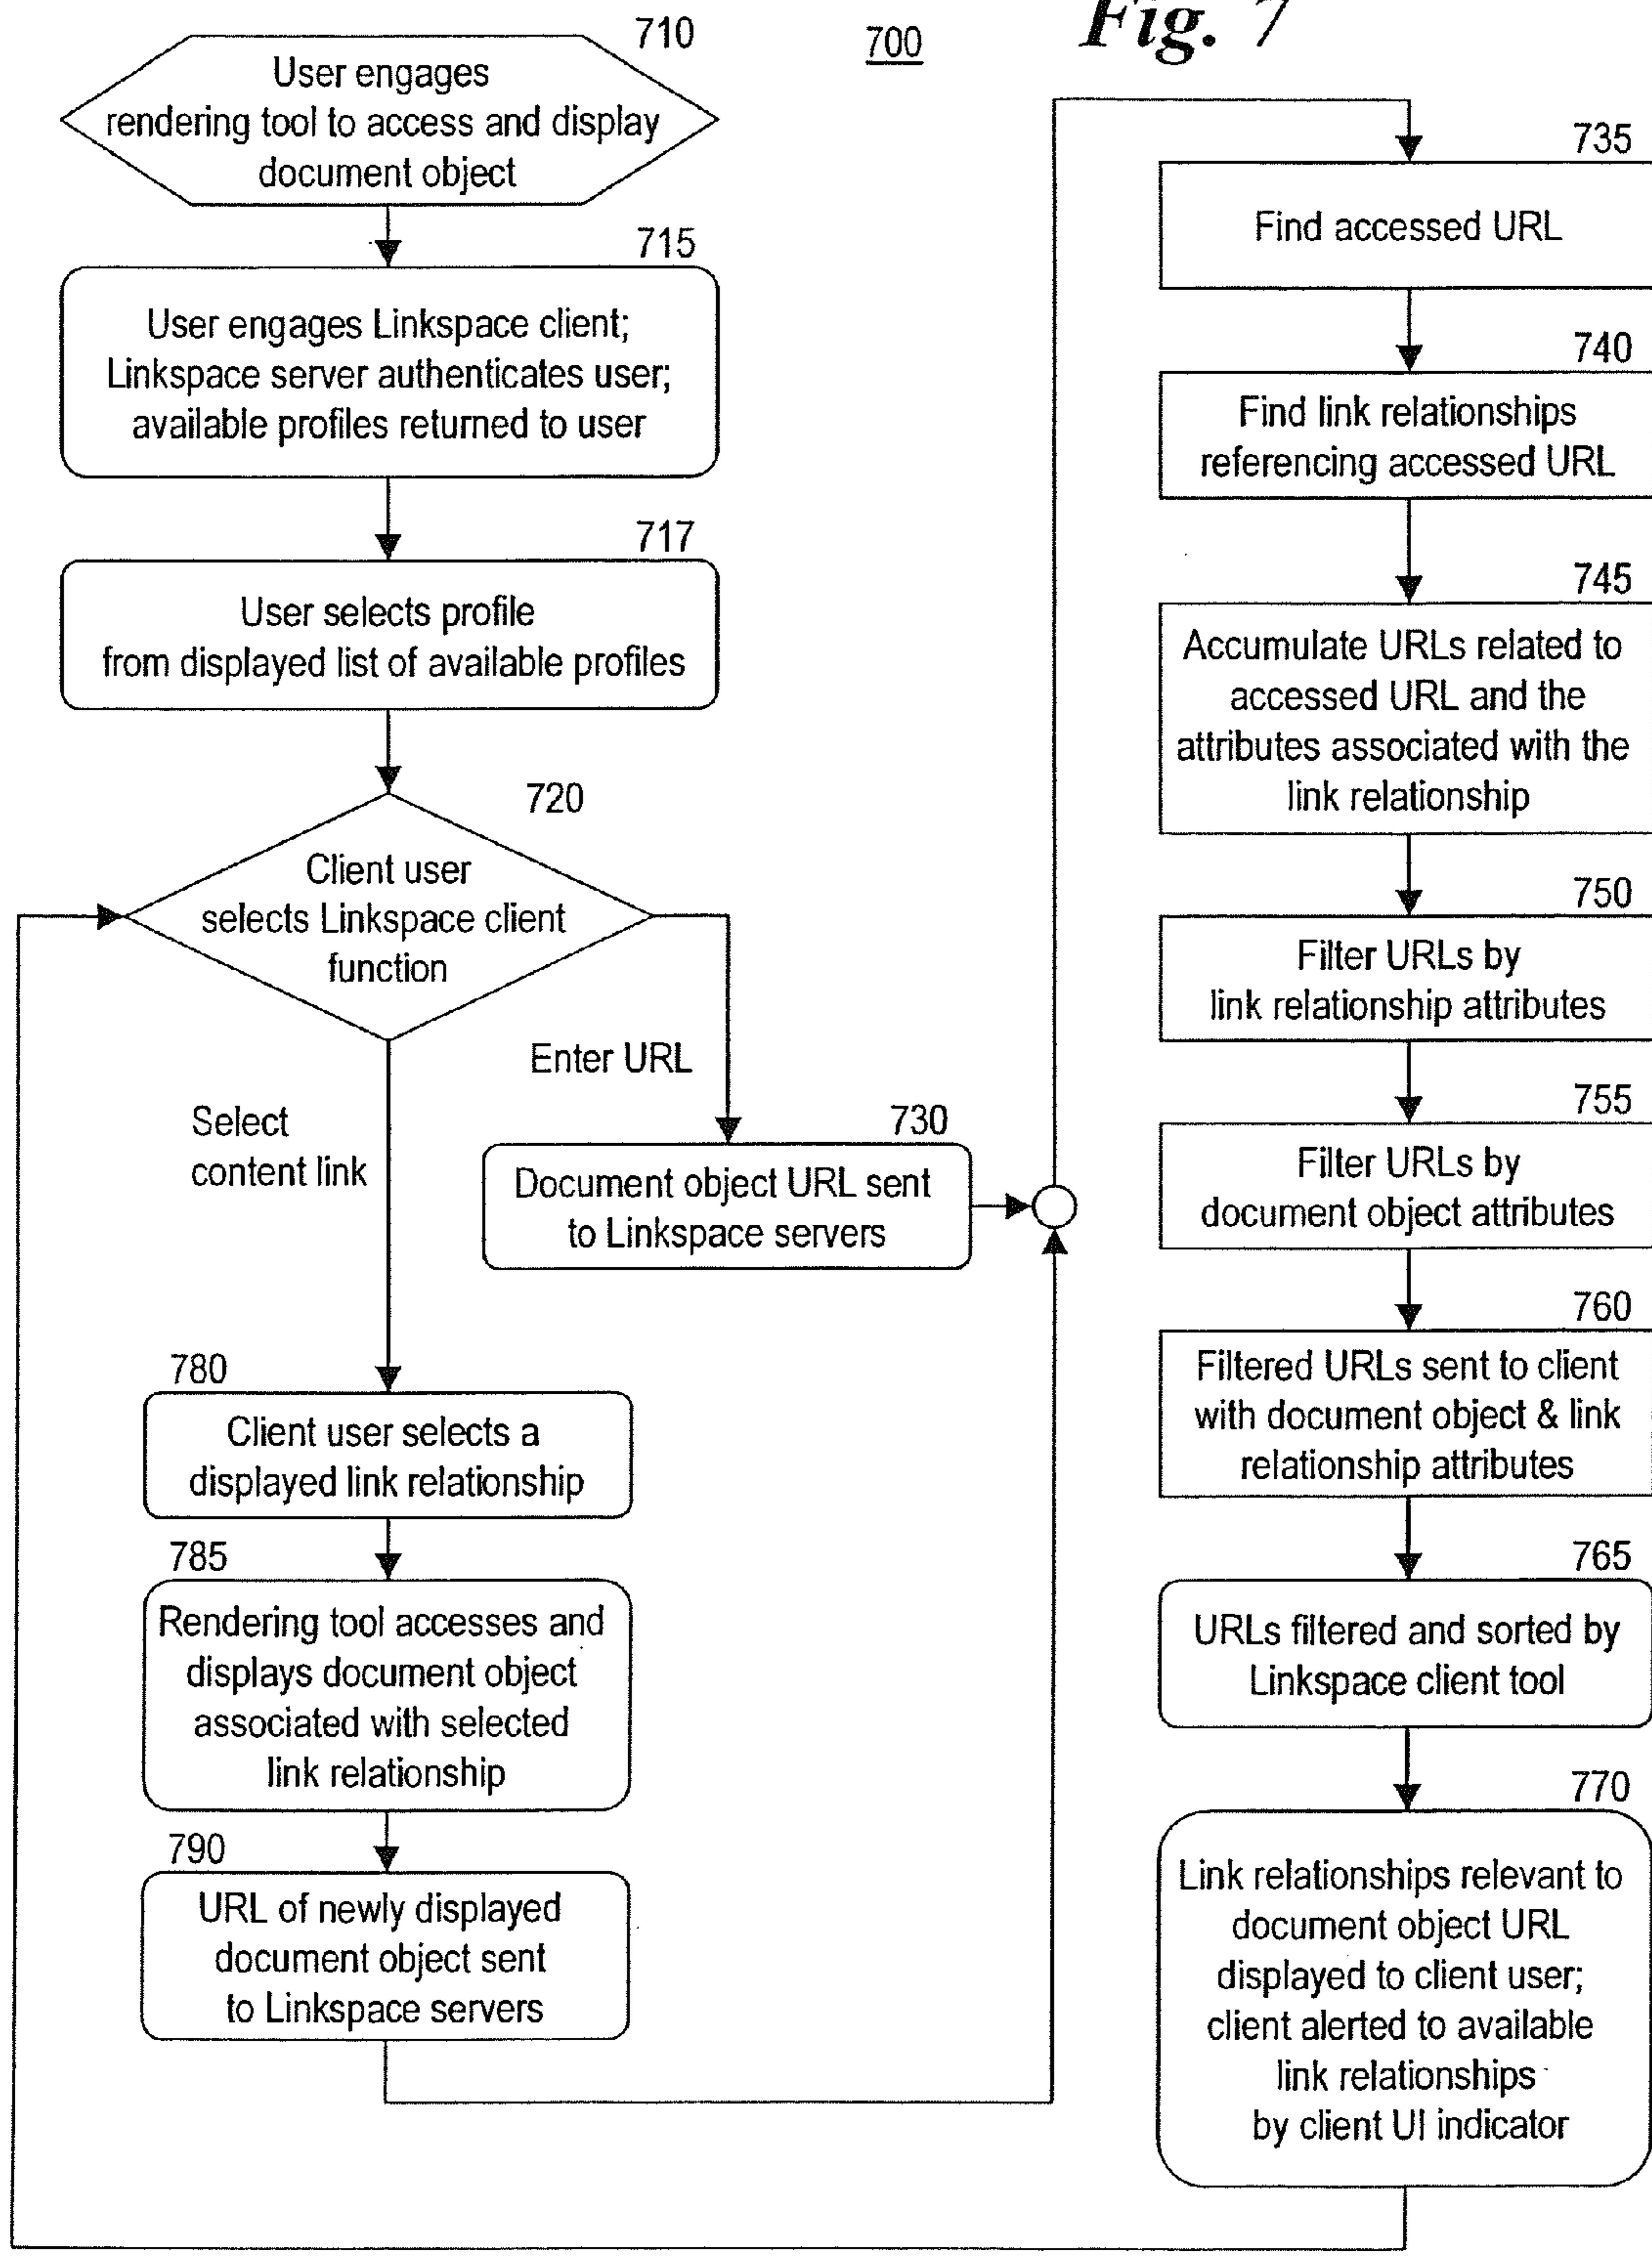 Fig. 7
700
710
User engages
rendering tool to access and display
document object
715
User engages Linkspace client;
Linkspace server authenticates user;
available profiles returned to user
717
User selects profile
from displayed list of available profiles
720
Client user
selects Linkspace client
function
Enter URL
Select
content link
730
Document object URL sent
to Linkspace servers
780
Client user selects a
displayed link relationship
785
Rendering tool accesses and
displays document object
associated with selected
link relationship
790
URL of newly displayed
document object sent
to Linkspace servers
735
Find accessed URL
740
Find link relationships
referencing accessed URL
745
Accumulate URLs related to
accessed URL and the
attributes associated with the
link relationship
750
Filter URLs by
link relationship attributes
755
Filter URLs by
document object attributes
760
Filtered URLs sent to client
with document object & link
relationship attributes
765
URLs filtered and sorted by
Linkspace client tool
770
Link relationships relevant to
document object URL
displayed to client user;
client alerted to available
link relationships
by client UI indicator